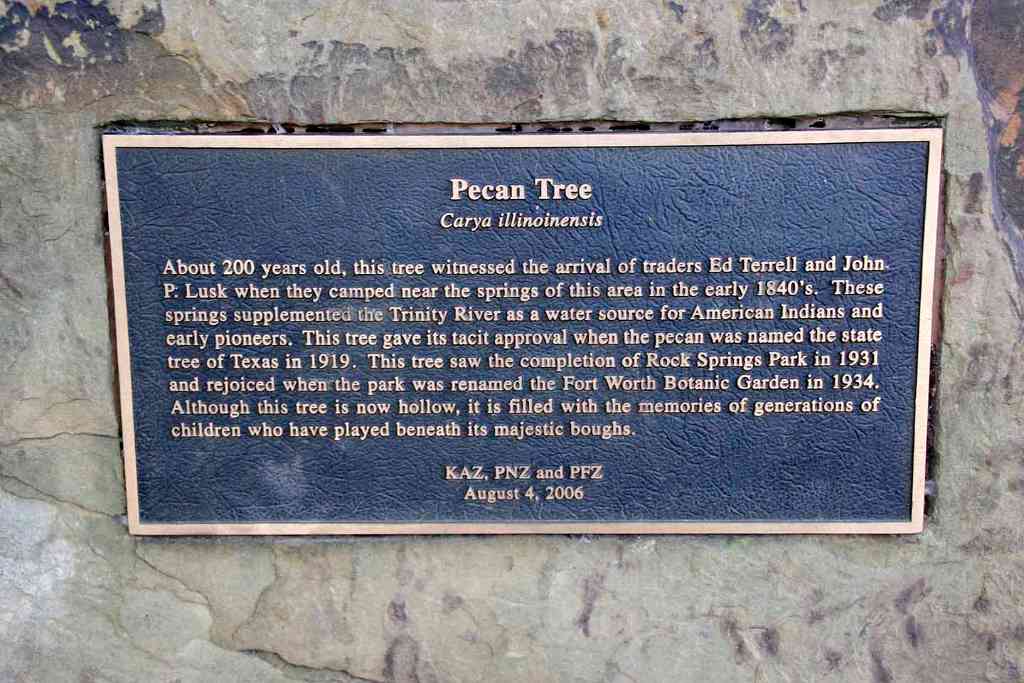 Pecan Tree
Carya illinoinensis
About 200 years old, this tree witnessed the arrival of traders Ed Terrell and John
P. Lusk when they camped near the springs of this area in the early 1840's. These
springs supplemented the Trinity River as a water source for American Indians and
early pioneers. This tree gave its tacit approval when the pecan was named the state
tree of Texas in 1919. This tree saw the completion of Rock Springs Park in 1931
and rejoiced when the park was renamed the Fort Worth Botanic Garden in 1934.
Although this tree is now hollow, it is filled with the memories of generations of
children who have played beneath its majestic boughs.
KAZ, PNZ and PFZ
August 4, 2006